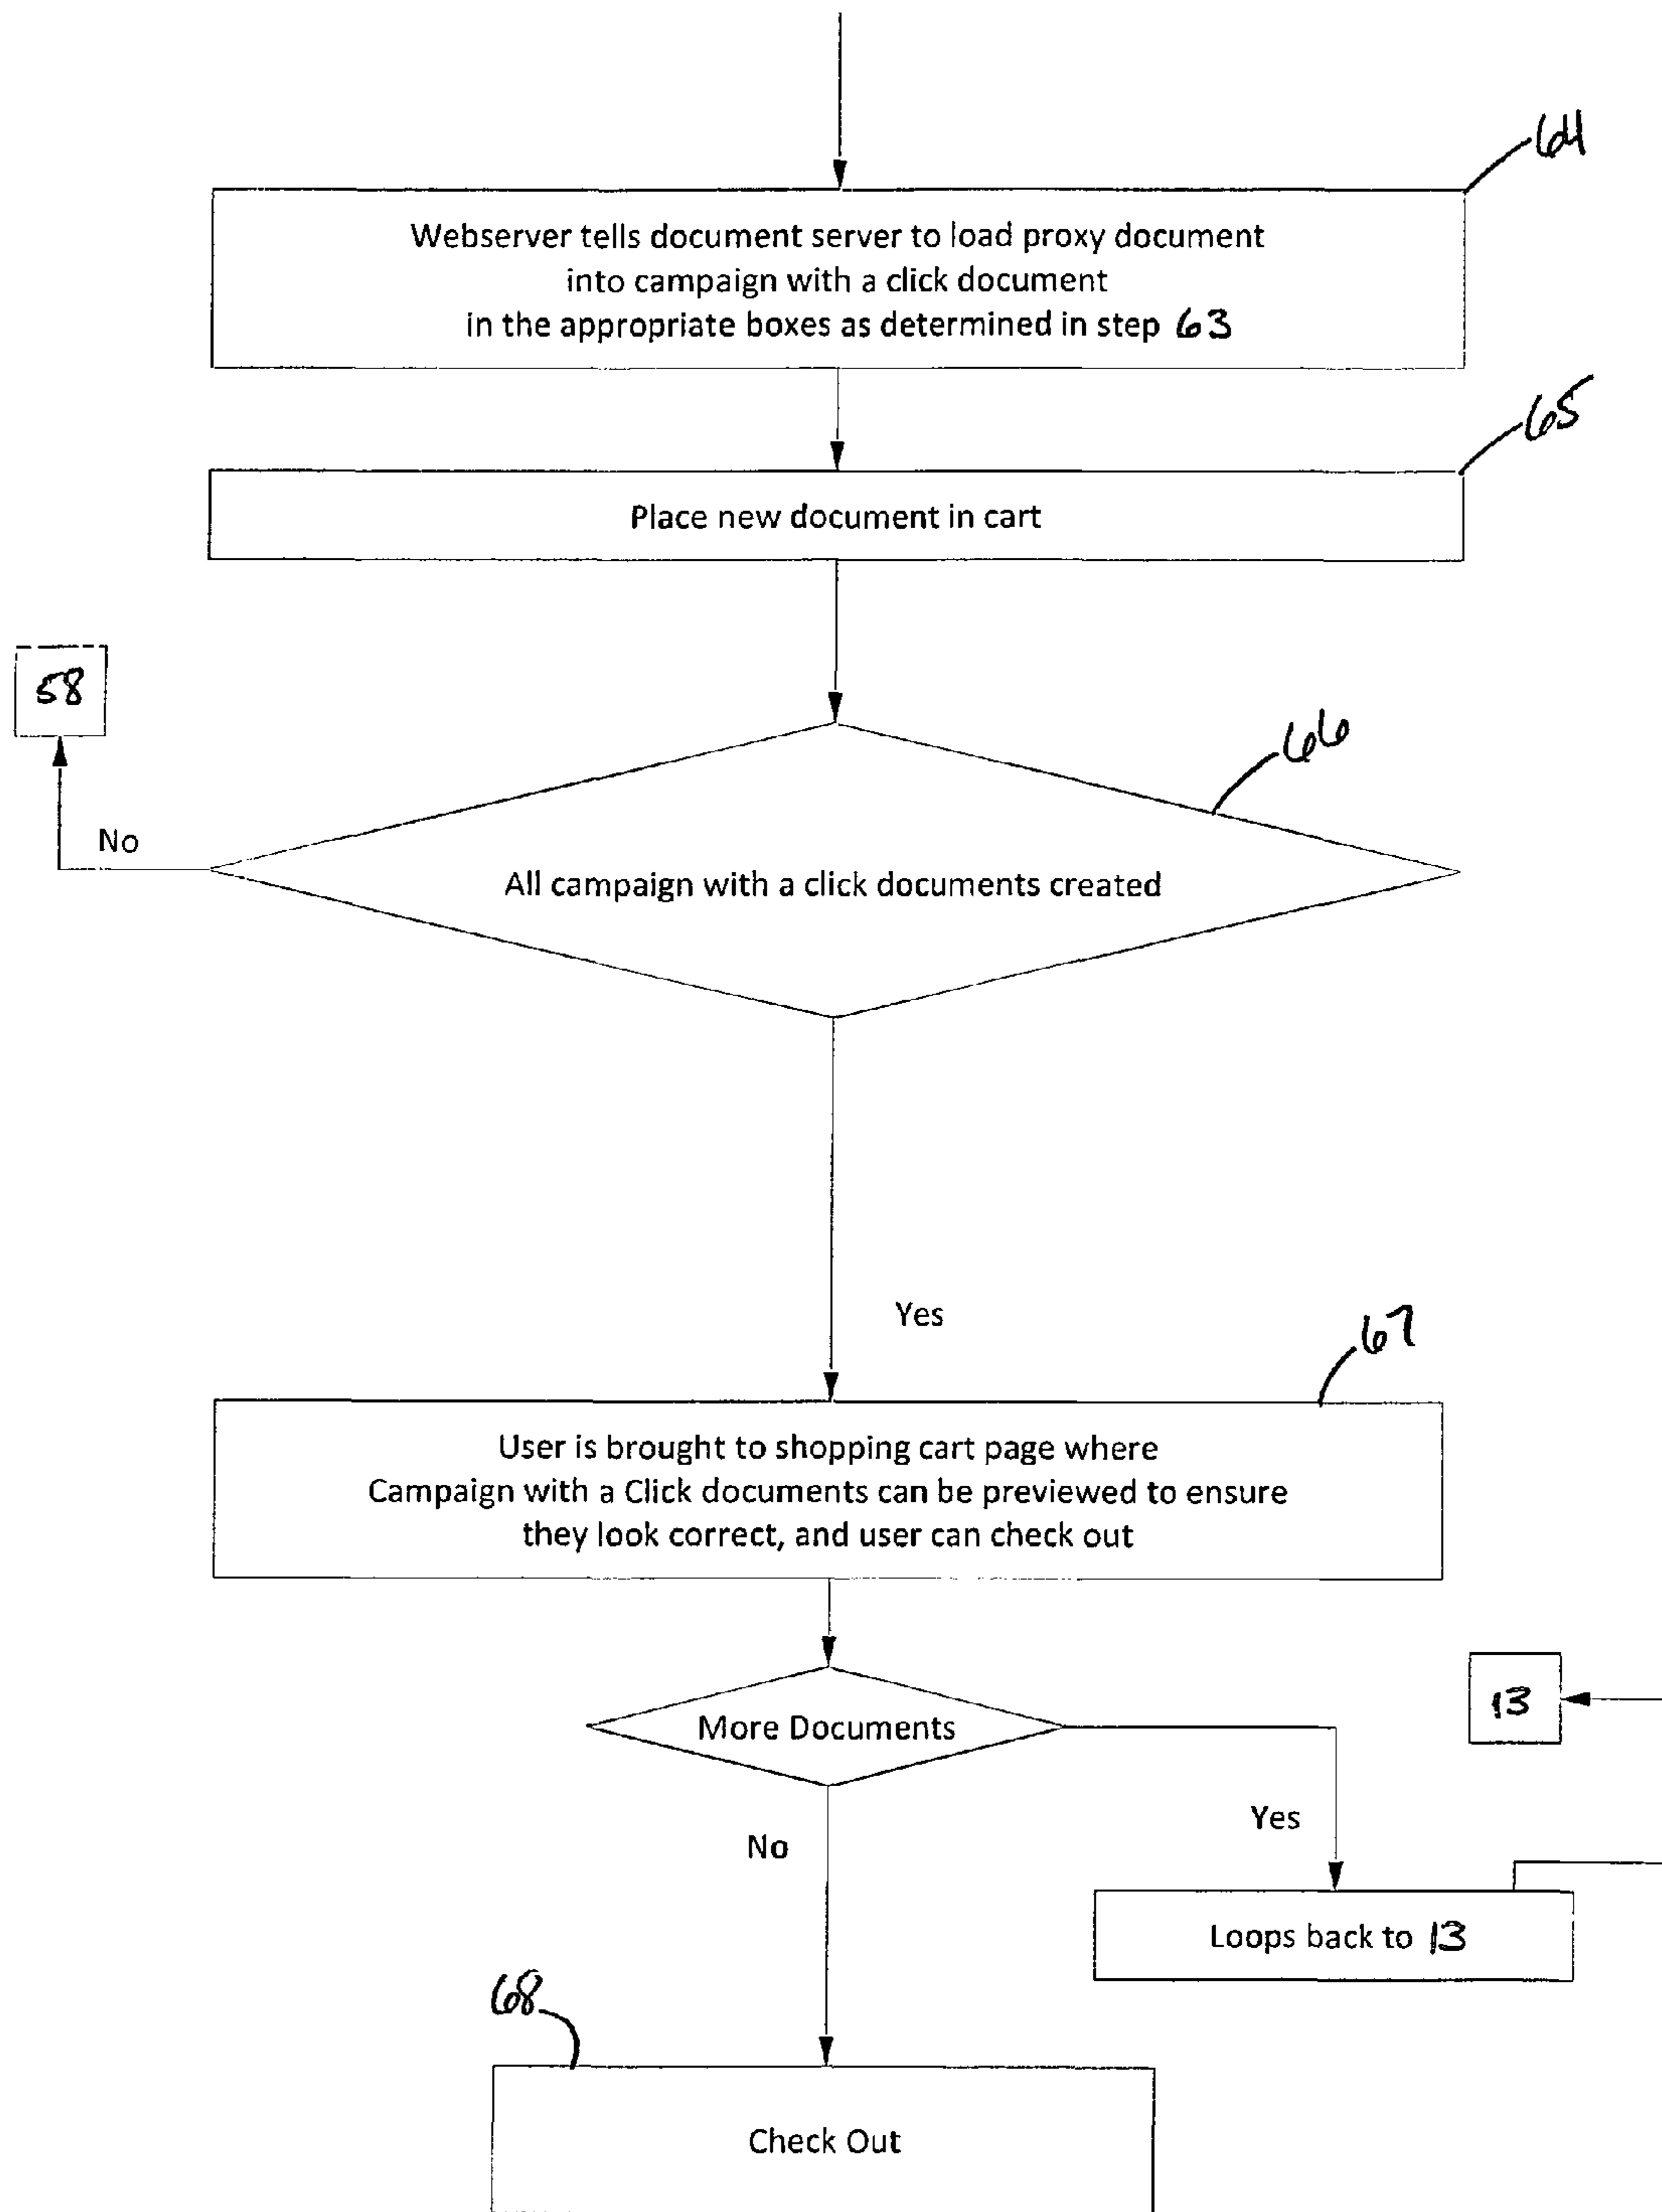 64
Webserver tells document server to load proxy document
into campaign with a click document
in the appropriate boxes as determined in step 63
65
Place new document in cart
58
66
No
All campaign with a click documents created
Yes
67
User is brought to shopping cart page where
Campaign with a Click documents can be previewed to ensure
they look correct, and user can check out
13
More Documents
Yes
No
Loops back to 13
68
Check Out